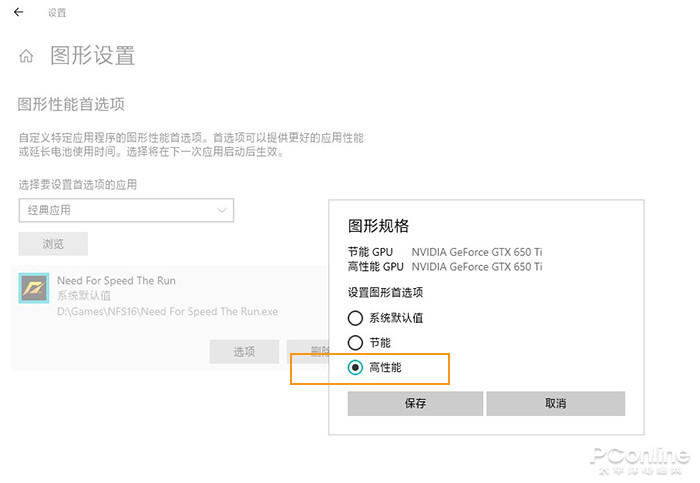 设置
图形设置
图形性能首选项
自定义特定应用程序的图形性能首选项。首选项可以提供更好的应用性能
或延长电池使用时间。选择将在下一次应用启动后生效。
选择要设置首选项的应用
经典应用
浏览
Need For Speed The Run
系统默认值
D:\Games\NFS16\Need For Speed The Run.exe
选项
删除
图形规格
节能 GPU NVIDIA GeForce GTX 650 Ti
高性能 GPU NVIDIA GeForce GTX 650 Ti
设置图形首选项
系统默认值
节能
高性能
保存
取消
PConline
太平洋电脑网